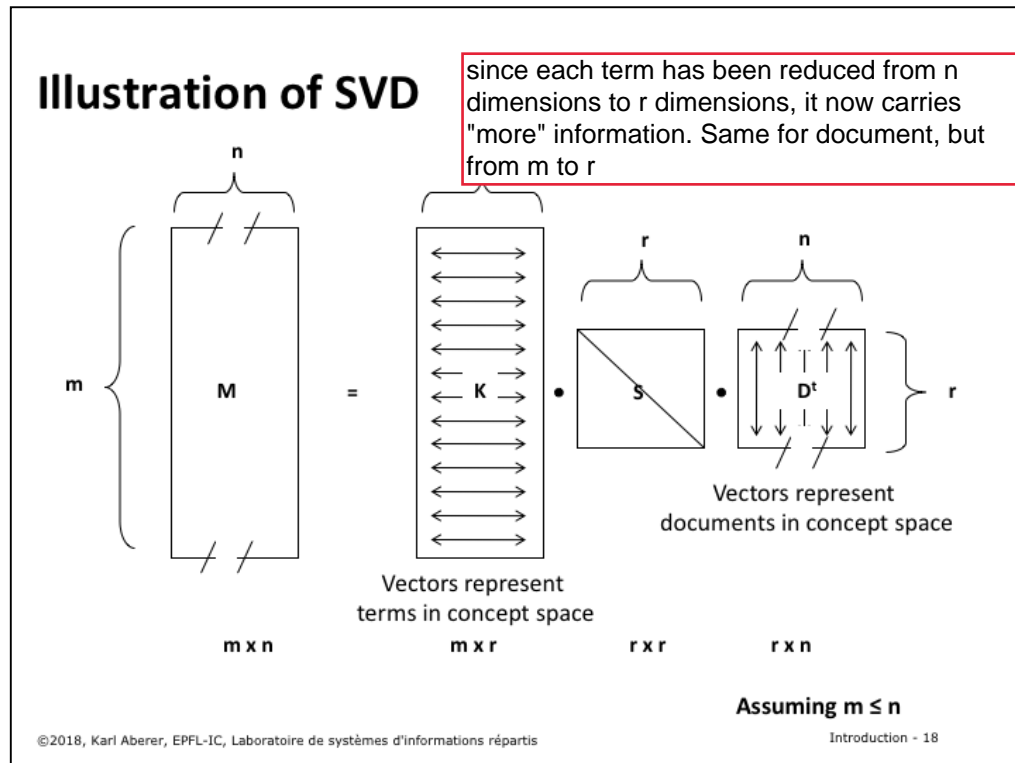 Illustration of SVD
since each term has been reduced from n
dimensions to r dimensions, it now carries
"more" information. Same for document, but
from m to r
n
r
n
m
M
=
K
•
S
•
Dᵗ
r
Vectors represent
documents in concept space
Vectors represent
terms in concept space
m x n
m x r
r x r
r x n
Assuming m ≤ n
©2018, Karl Aberer, EPFL-IC, Laboratoire de systèmes d'informations répartis
Introduction - 18